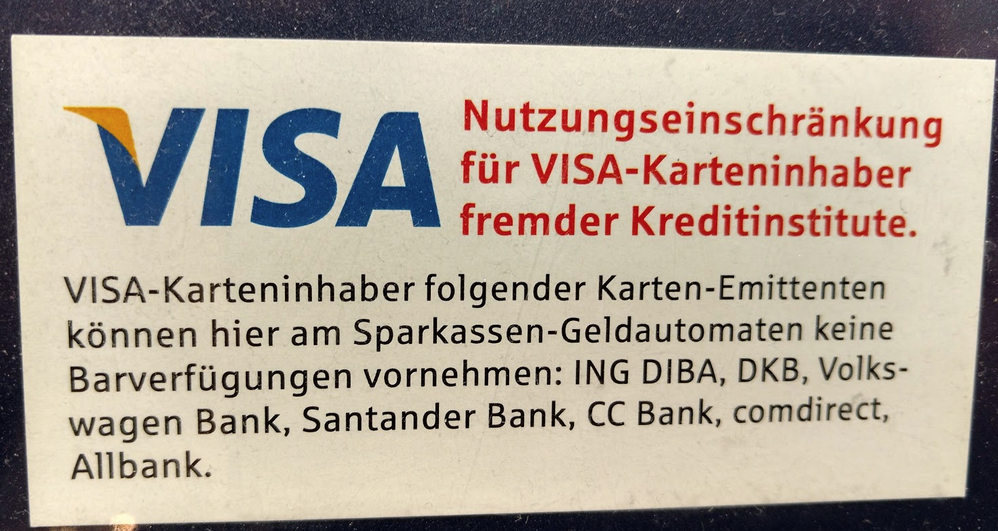 VISA
Nutzungseinschränkung
für VISA-Karteninhaber
fremder Kreditinstitute.
VISA-Karteninhaber folgender Karten-Emittenten
können hier am Sparkassen-Geldautomaten keine
Barverfügungen vornehmen: ING DIBA, DKB, Volks-
wagen Bank, Santander Bank, CC Bank, comdirect,
Allbank.